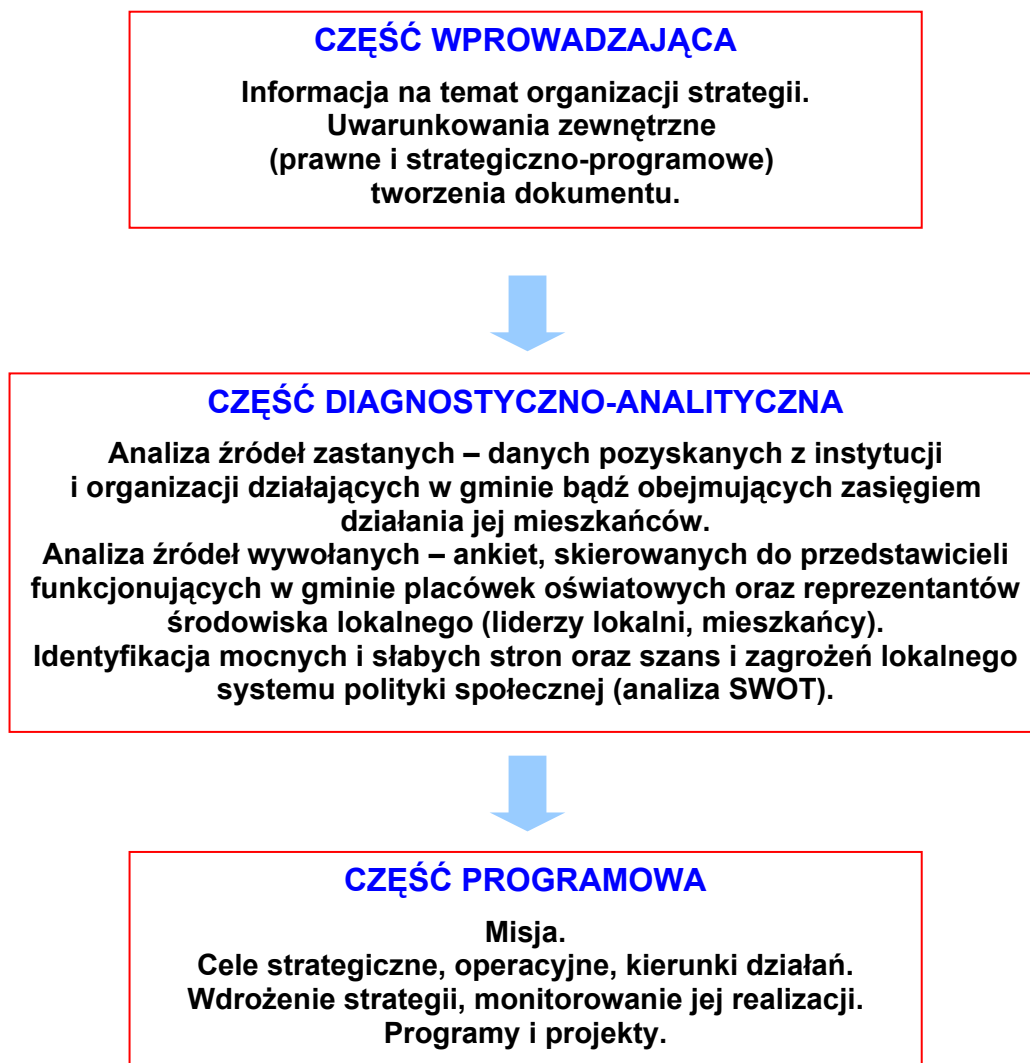 CZĘŚĆ WPROWADZAJĄCA
Informacja na temat organizacji strategii.
Uwarunkowania zewnętrzne
(prawne i strategiczno-programowe)
tworzenia dokumentu.
CZĘŚĆ DIAGNOSTYCZNO-ANALITYCZNA
Analiza źródeł zastanych – danych pozyskanych z instytucji
i organizacji działających w gminie bądź obejmujących zasięgiem
działania jej mieszkańców.
Analiza źródeł wywołanych – ankiet, skierowanych do przedstawicieli
funkcjonujących w gminie placówek oświatowych oraz reprezentantów
środowiska lokalnego (liderzy lokalni, mieszkańcy).
Identyfikacja mocnych i słabych stron oraz szans i zagrożeń lokalnego
systemu polityki społecznej (analiza SWOT).
CZĘŚĆ PROGRAMOWA
Misja.
Cele strategiczne, operacyjne, kierunki działań.
Wdrożenie strategii, monitorowanie jej realizacji.
Programy i projekty.